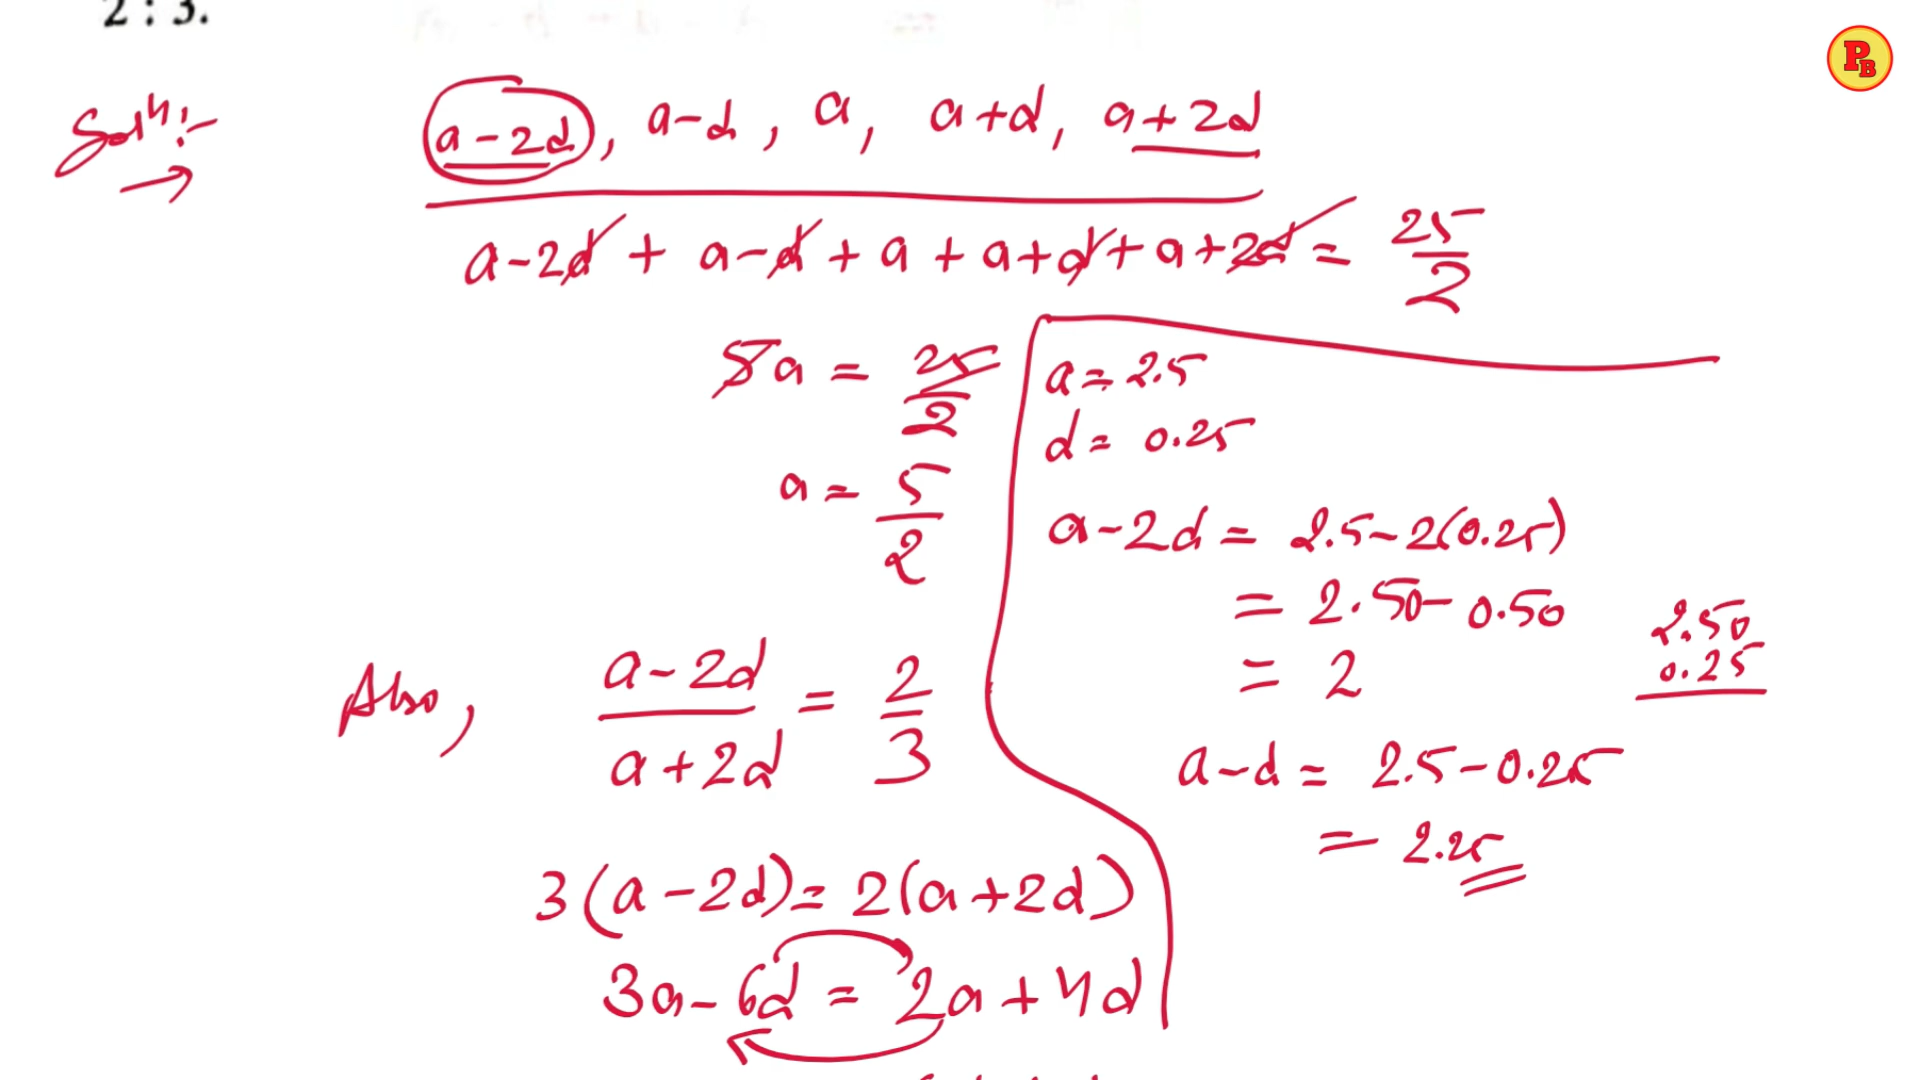 2 : 3.
PB
Solⁿ:-
a-2d, a-d, a, a+d, a+2d
a-2d + a-d + a + a+d + a+2d = 25/2
5a = 25/2
a = 5/2
Also, a-2d/a+2d = 2/3
3(a-2d) = 2(a+2d)
3a-6d = 2a+4d
a = 2.5
d = 0.25
a-2d = 2.5-2(0.25)
= 2.50-0.50
= 2
2.50
0.25
a-d = 2.5-0.25
= 2.25